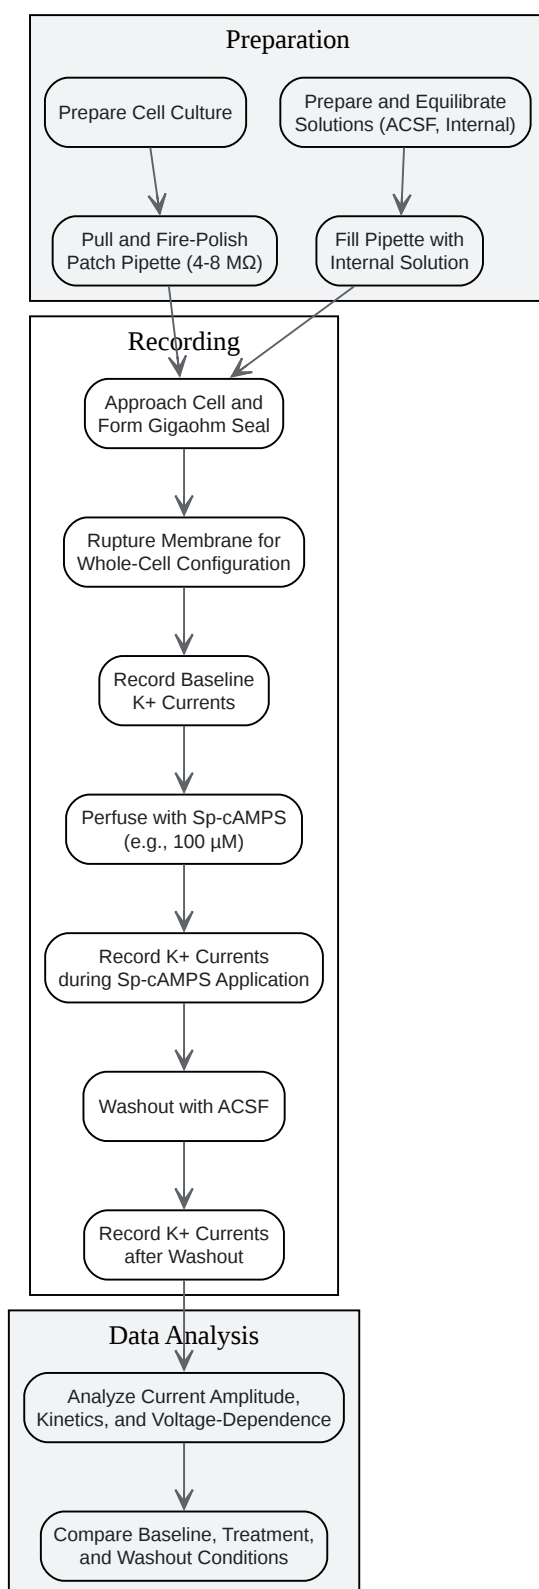 Preparation
Prepare Cell Culture
Prepare and Equilibrate
Solutions (ACSF, Internal)
Pull and Fire-Polish
Patch Pipette (4-8 MΩ)
Fill Pipette with
Internal Solution
Recording
Approach Cell and
Form Gigaohm Seal
Rupture Membrane for
Whole-Cell Configuration
Record Baseline
K+ Currents
Perfuse with Sp-cAMPS
(e.g., 100 µM)
Record K+ Currents
during Sp-cAMPS Application
Washout with ACSF
Record K+ Currents
after Washout
Data Analysis
Analyze Current Amplitude,
Kinetics, and Voltage-Dependence
Compare Baseline, Treatment,
and Washout Conditions